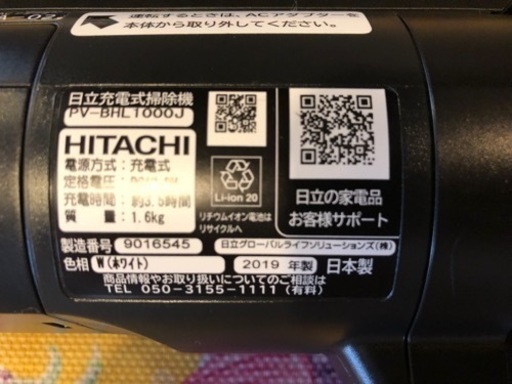 運転するときは、ACアダプターを
本体から取り外してください。
日立充電式掃除機
PV-BHL1000J
HITACHI
電源方式：充電式
定格電圧：
充電時間：約3.5時間
質　量：1.6kg
Li-ion 20
リチウムイオン電池は
リサイクルへ
日立の家電品
お客様サポート
製造番号 9016545
日立グローバルライフソリューションズ(株)
色相 W(ホワイト) 2019 年製 日本製
商品情報やお取り扱いについてのご相談は
TEL 050-3155-1111 (有料)